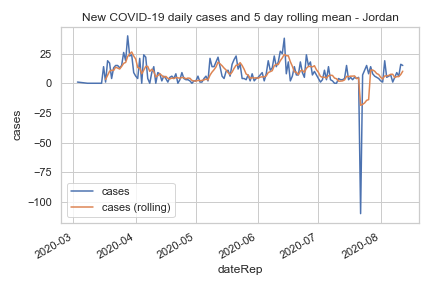 New COVID-19 daily cases and 5 day rolling mean - Jordan
cases
25
0
−25
−50
−75
−100
cases
cases (rolling)
2020-03
2020-04
2020-05
2020-06
2020-07
2020-08
dateRep